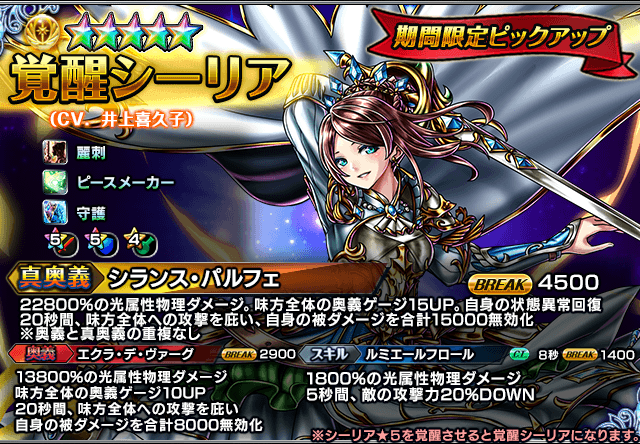 期間限定ピックアップ
覚醒シーリア
(CV. 井上喜久子)
麗刺
ピースメーカー
守護
5 5 4
真奥義 シランス・パルフェ BREAK 4500
22800%の光属性物理ダメージ。味方全体の奥義ゲージ15UP。自身の状態異常回復
20秒間、味方全体への攻撃を庇い、自身の被ダメージを合計15000無効化
※奥義と真奥義の重複なし
奥義 エクラ・デ・ヴァーグ BREAK 2900
13800%の光属性物理ダメージ
味方全体の奥義ゲージ10UP
20秒間、味方全体への攻撃を庇い
自身の被ダメージを合計8000無効化
スキル ルミエールフロール CT. 8秒 BREAK 1400
1800%の光属性物理ダメージ
5秒間、敵の攻撃力20%DOWN
※シーリア★5を覚醒させると覚醒シーリアになります。